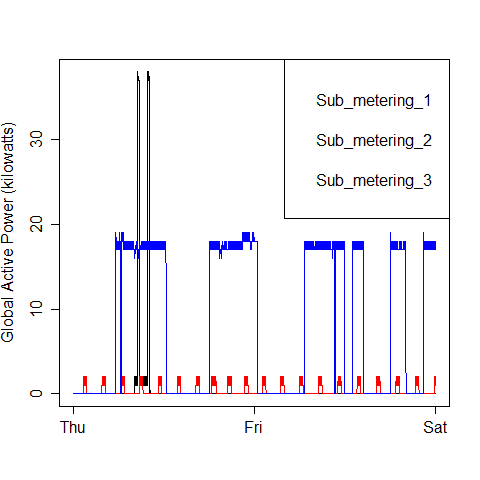 Global Active Power (kilowatts)
30
20
10
0
Sub_metering_1
Sub_metering_2
Sub_metering_3
Thu
Fri
Sat